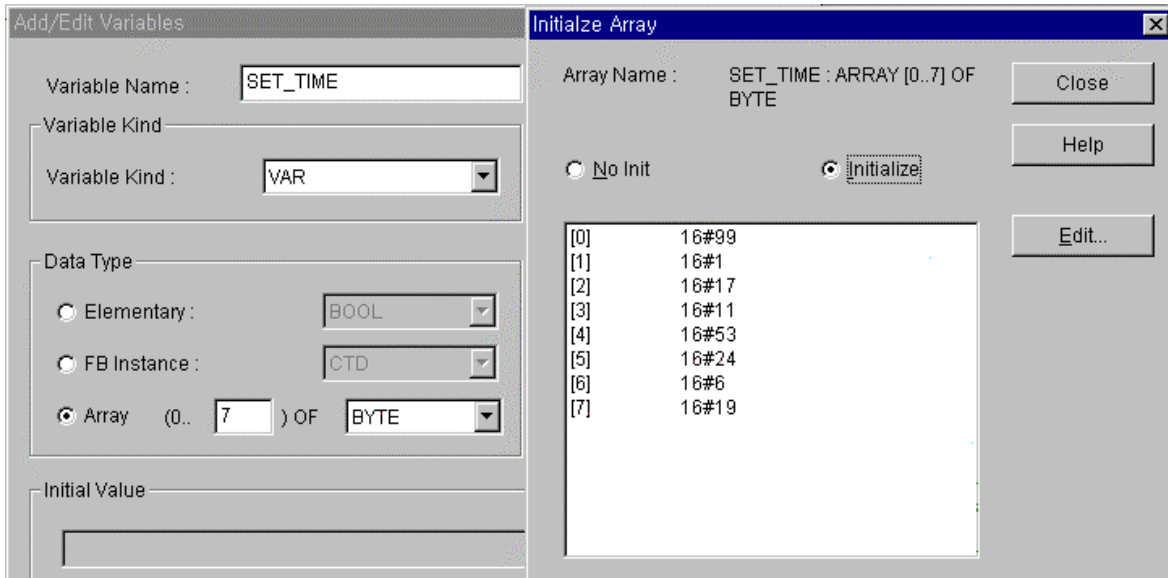 Add/Edit Variables
Variable Name :
SET_TIME
Variable Kind
Variable Kind :
VAR
Data Type
Elementary :
BOOL
FB Instance :
CTD
Array (0.. 7 ) OF BYTE
Initial Value
Initialze Array
Array Name :
SET_TIME : ARRAY [0..7] OF
BYTE
Close
Help
No Init
Initialize
Edit...
[0] 16#99
[1] 16#1
[2] 16#17
[3] 16#11
[4] 16#53
[5] 16#24
[6] 16#6
[7] 16#19